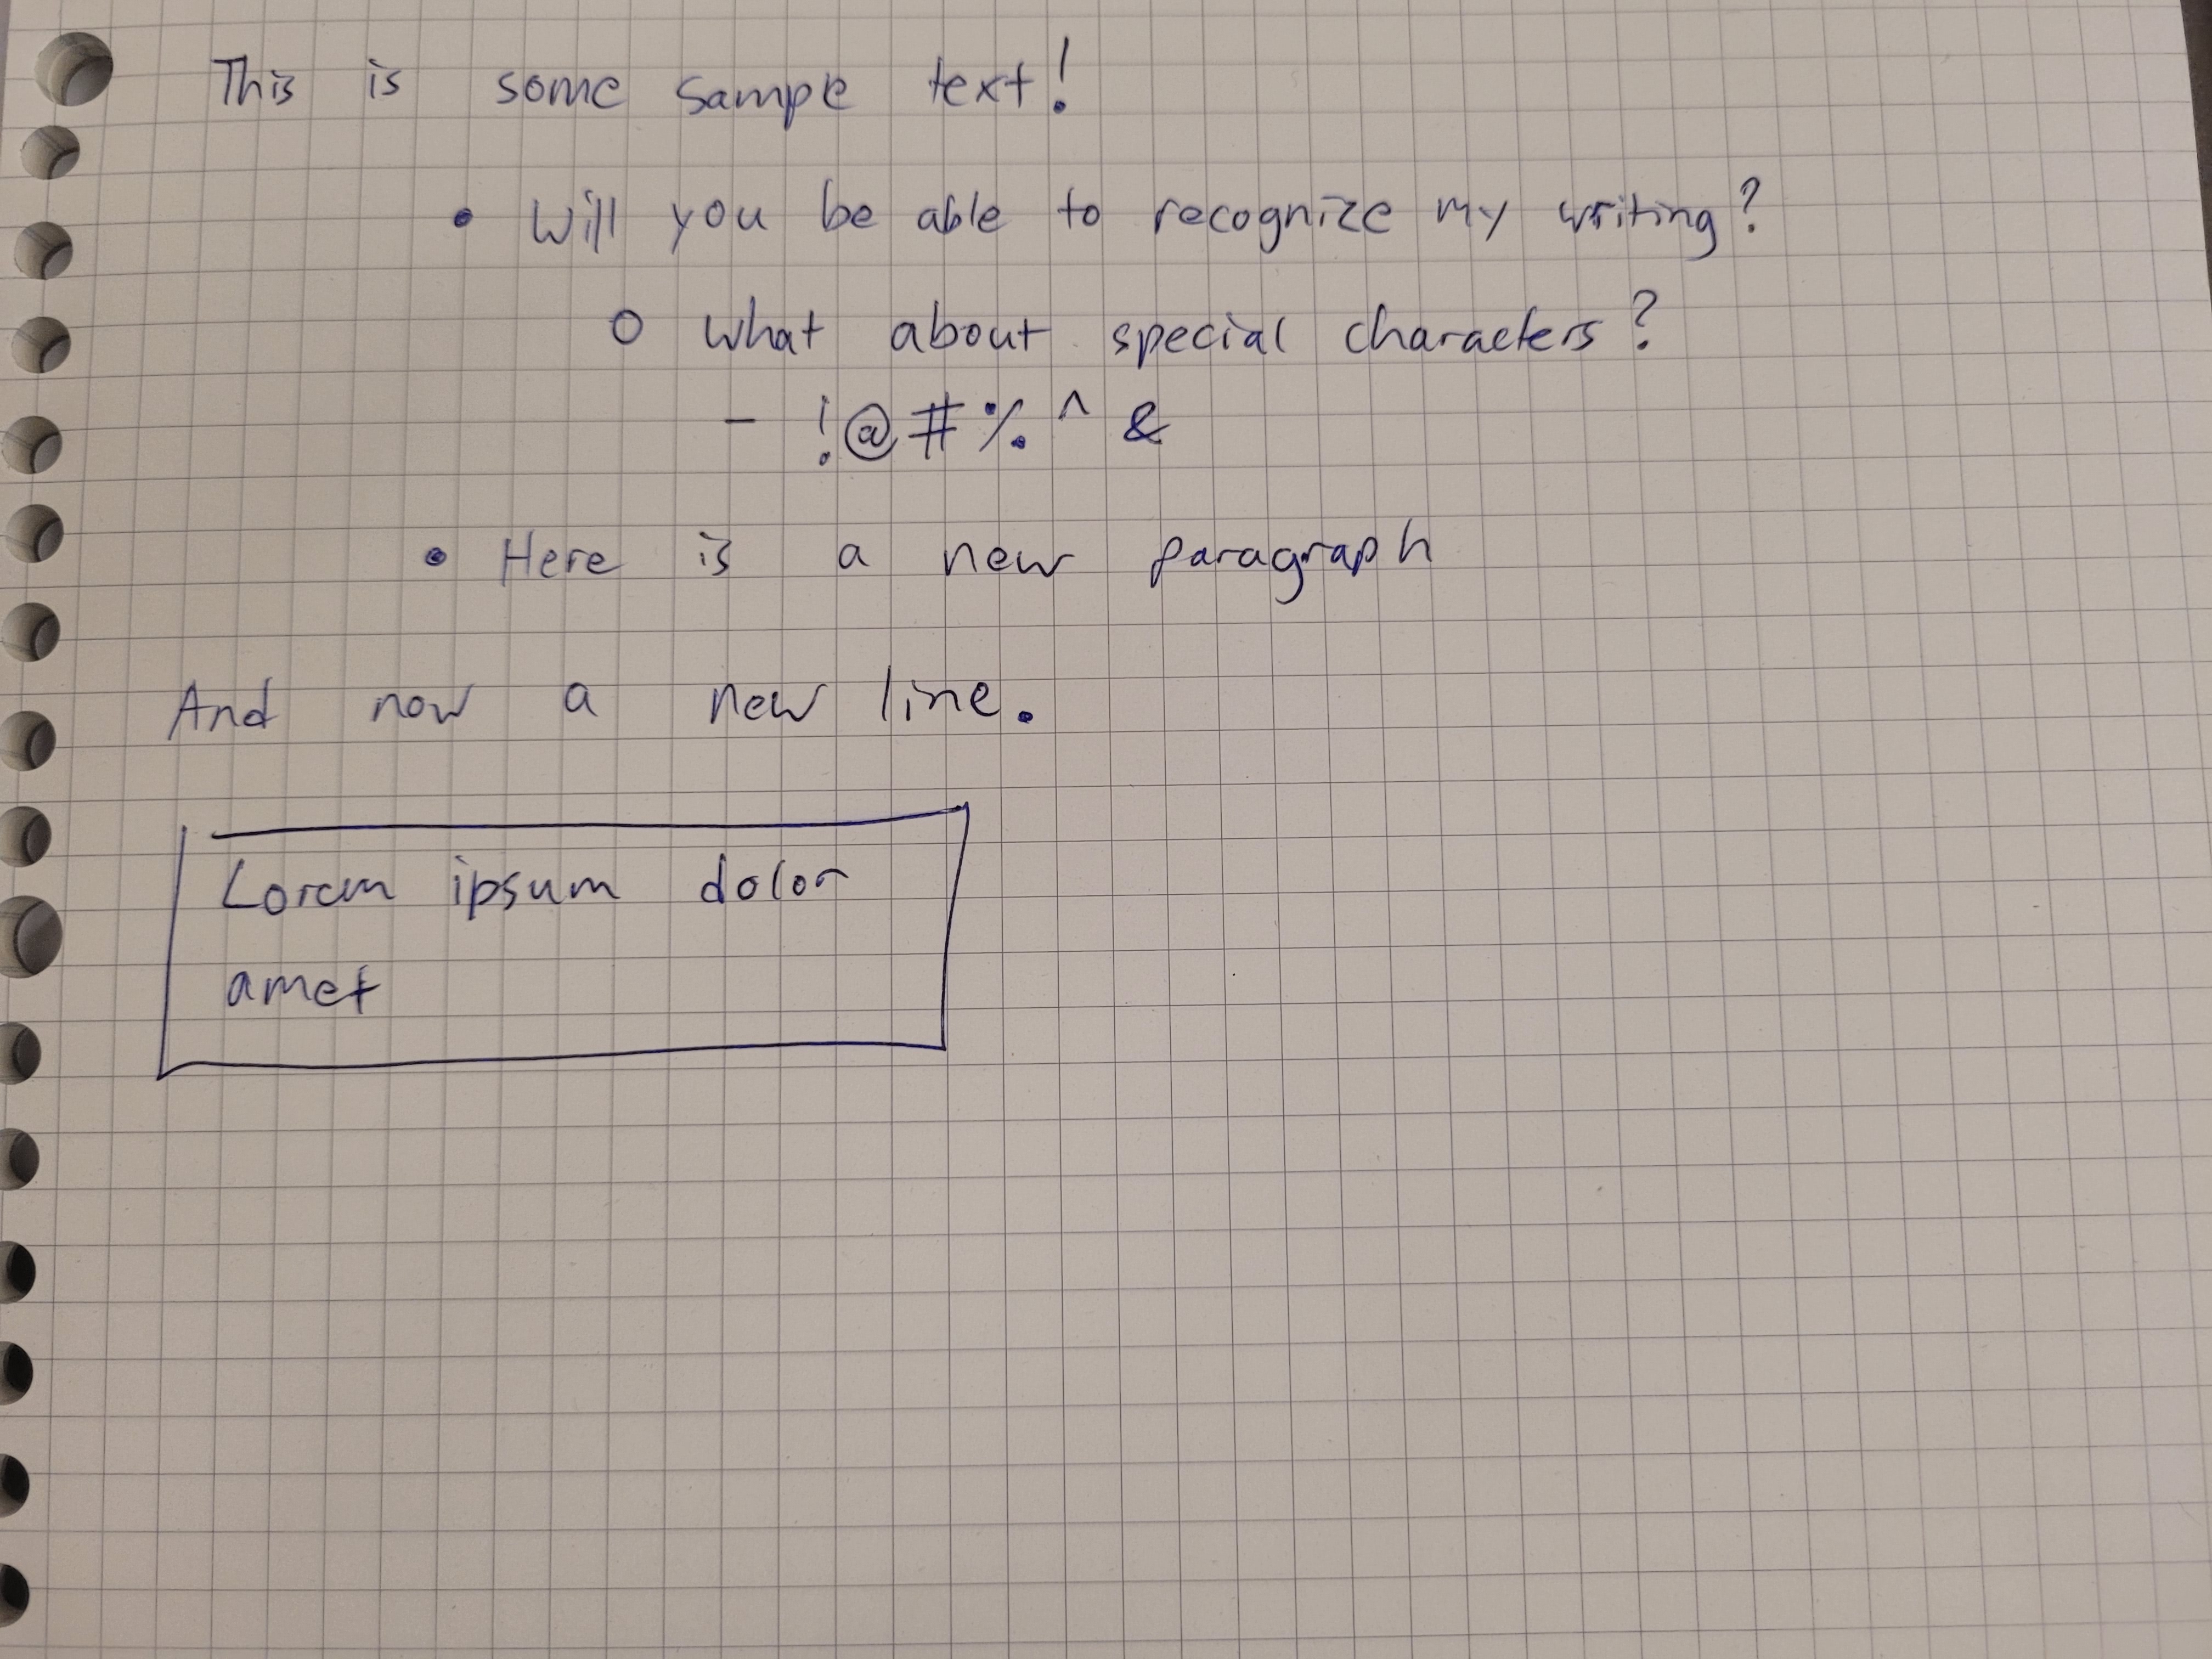 This is some sample text!
• Will you be able to recognize my writing?
○ What about special characters?
- !@#%^&
• Here is a new paragraph
And now a new line.
Lorem ipsum dolor
amet